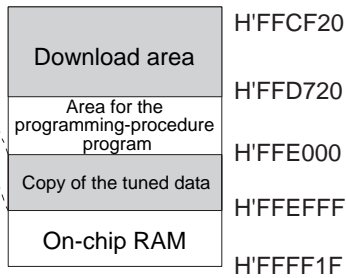 H'FFCF20
Download area
H'FFD720
Area for the
programming-procedure
program
H'FFE000
Copy of the tuned data
H'FFEFFF
On-chip RAM
H'FFFF1F